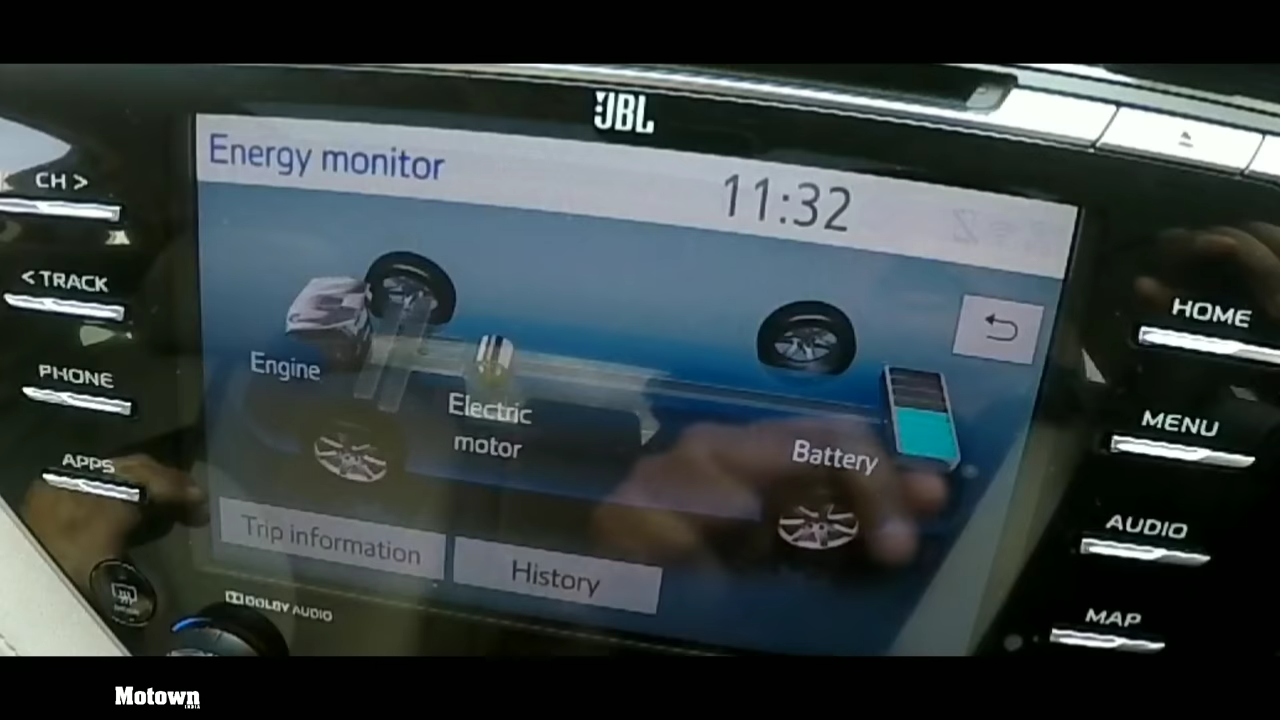 JBL
Energy monitor
11:32
CH >
< TRACK
PHONE
APPS
Engine
Electric
motor
Battery
Trip information
History
HOME
MENU
AUDIO
MAP
DOLBY AUDIO
Motown
INDIA